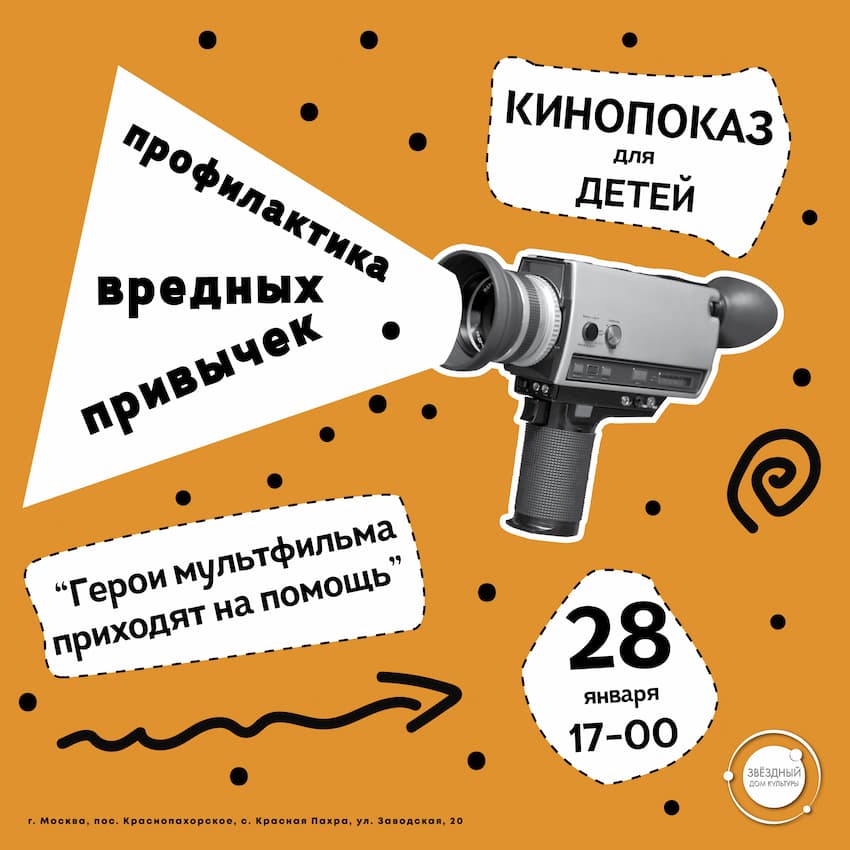 КИНОПОКАЗ
для
ДЕТЕЙ
профилактика
вредных
привычек
“Герои мультфильма
приходят на помощь”
28
января
17-00
ЗВЁЗДНЫЙ
ДОМ КУЛЬТУРЫ
г. Москва, пос. Краснопахорское, с. Красная Пахра, ул. Заводская, 20